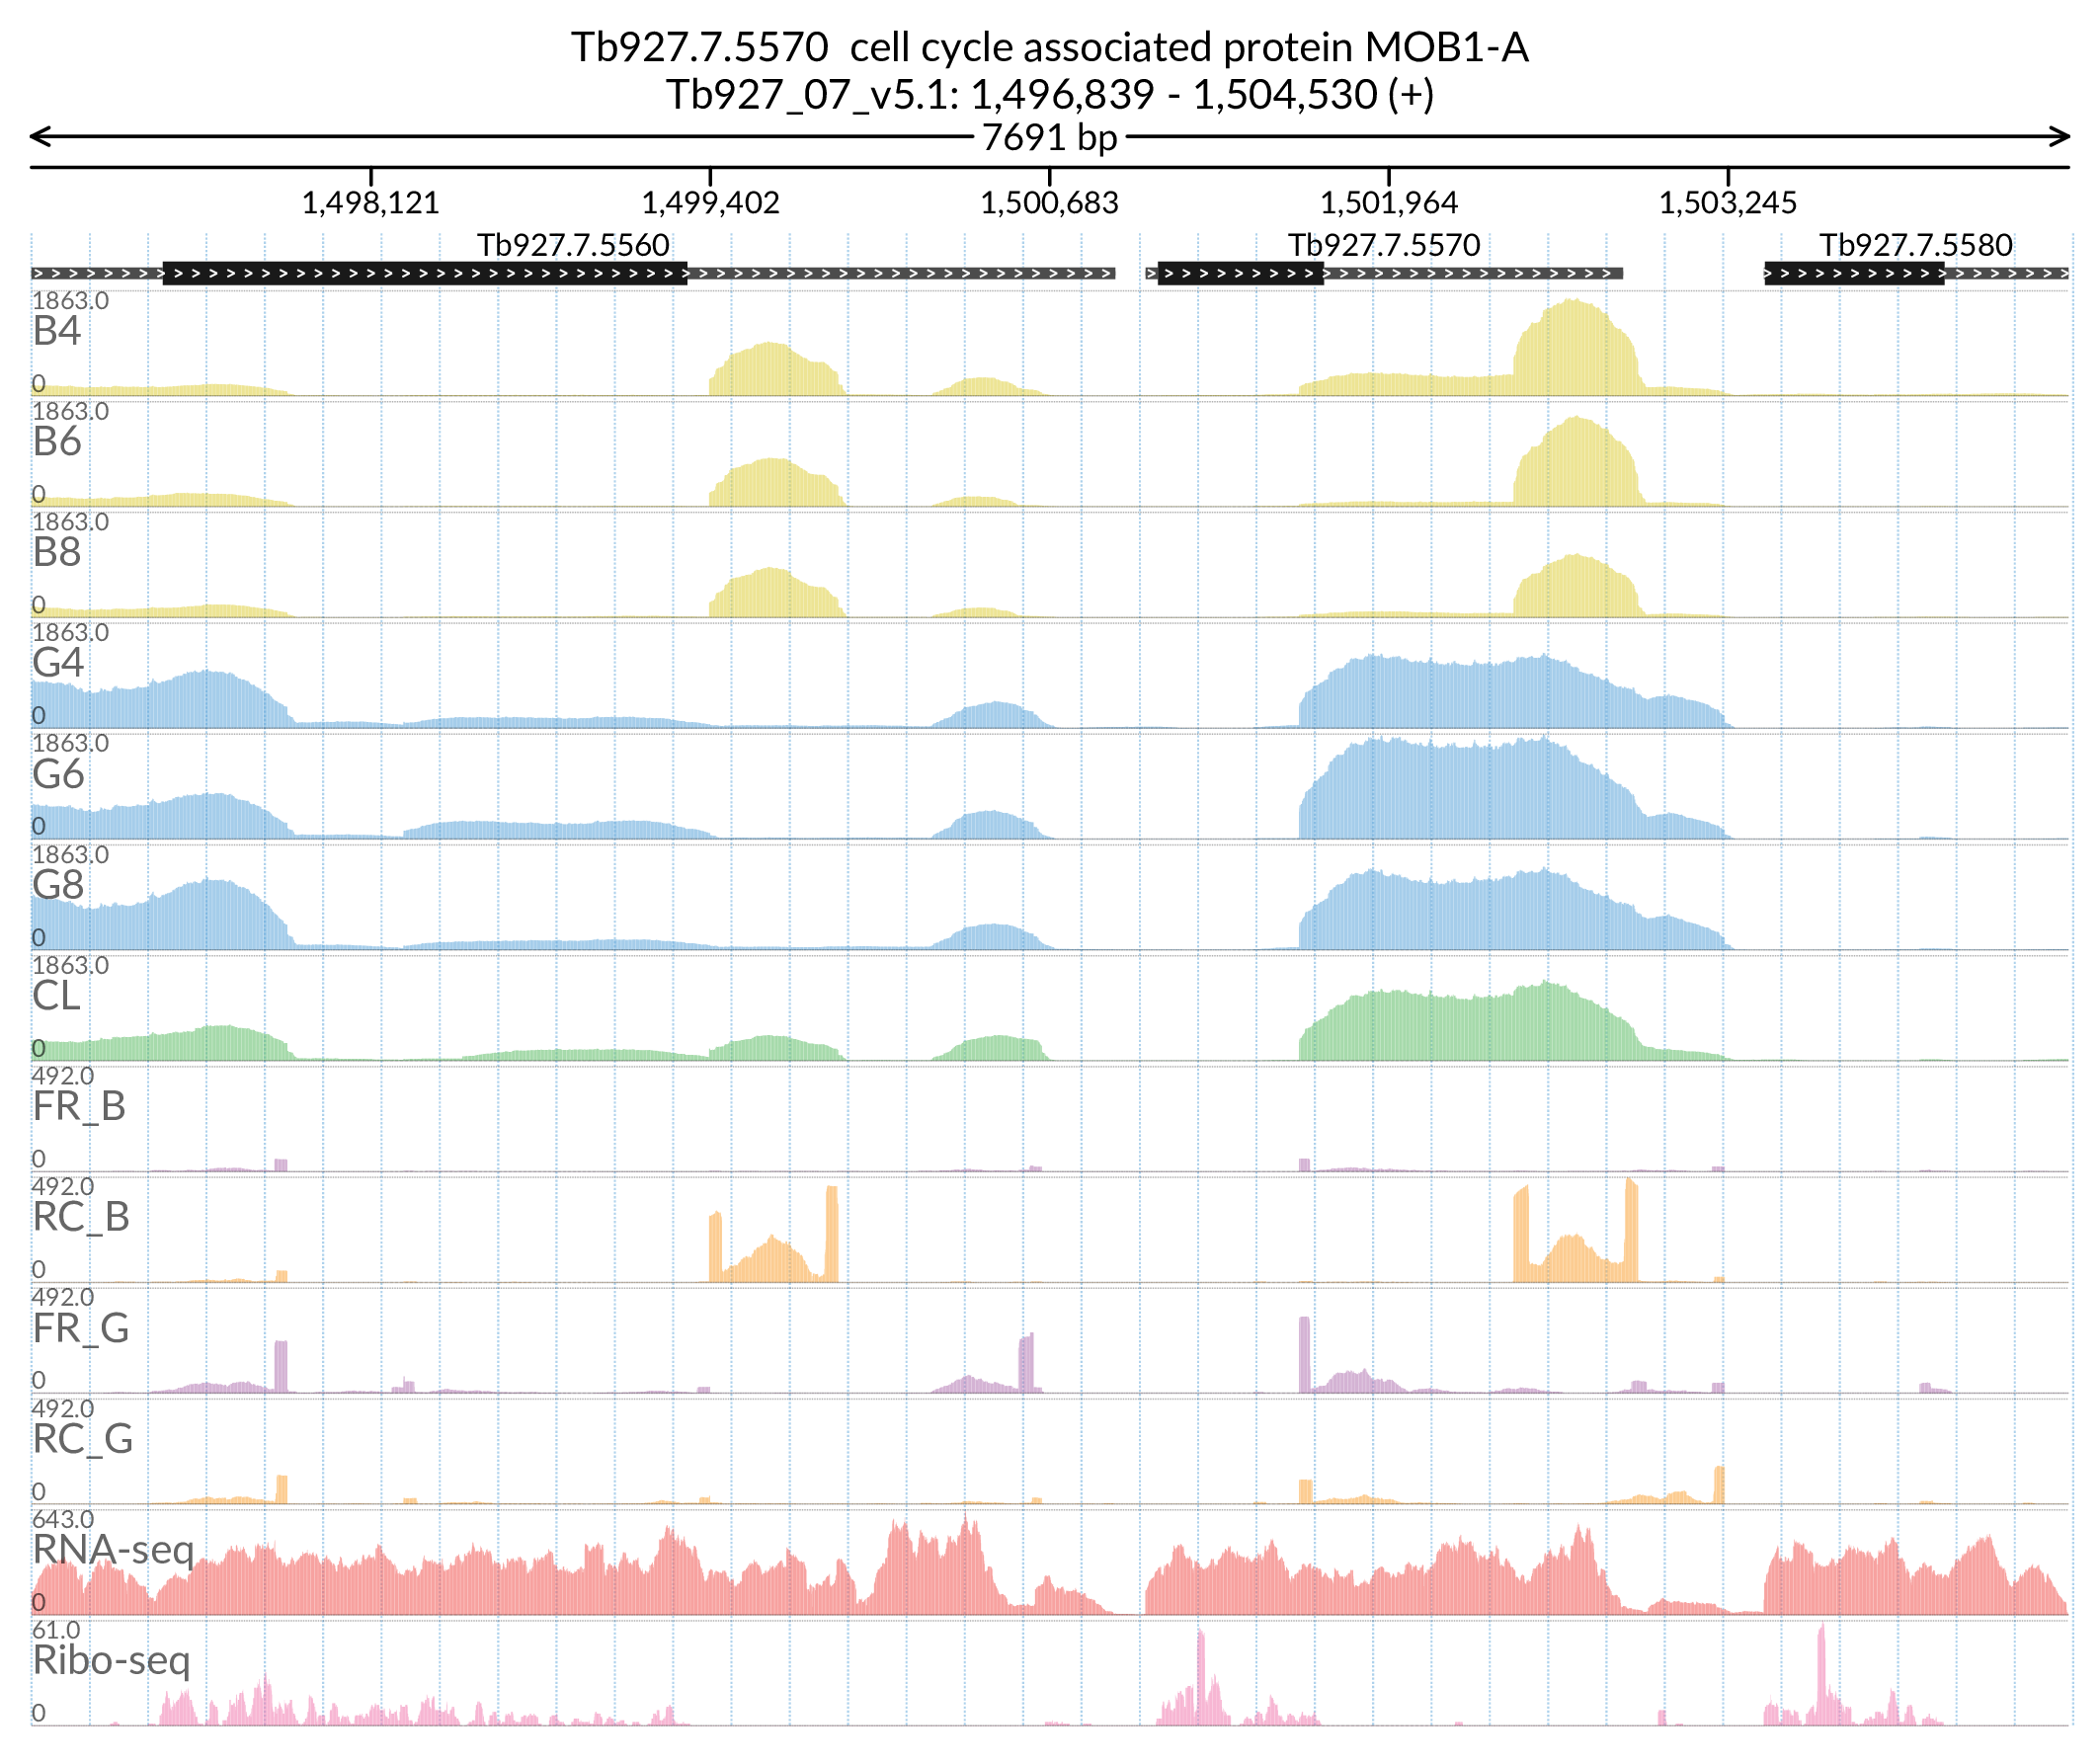 Tb927.7.5570 cell cycle associated protein MOB1-A
Tb927_07_v5.1: 1,496,839 - 1,504,530 (+)
7691 bp
1,498,121 1,499,402 1,500,683 1,501,964 1,503,245
Tb927.7.5560 Tb927.7.5570 Tb927.7.5580
1863.0
B4
0
1863.0
B6
0
1863.0
B8
0
1863.0
G4
0
1863.0
G6
0
1863.0
G8
0
1863.0
CL
0
492.0
FR_B
0
492.0
RC_B
0
492.0
FR_G
0
492.0
RC_G
0
643.0
RNA-seq
0
61.0
Ribo-seq
0